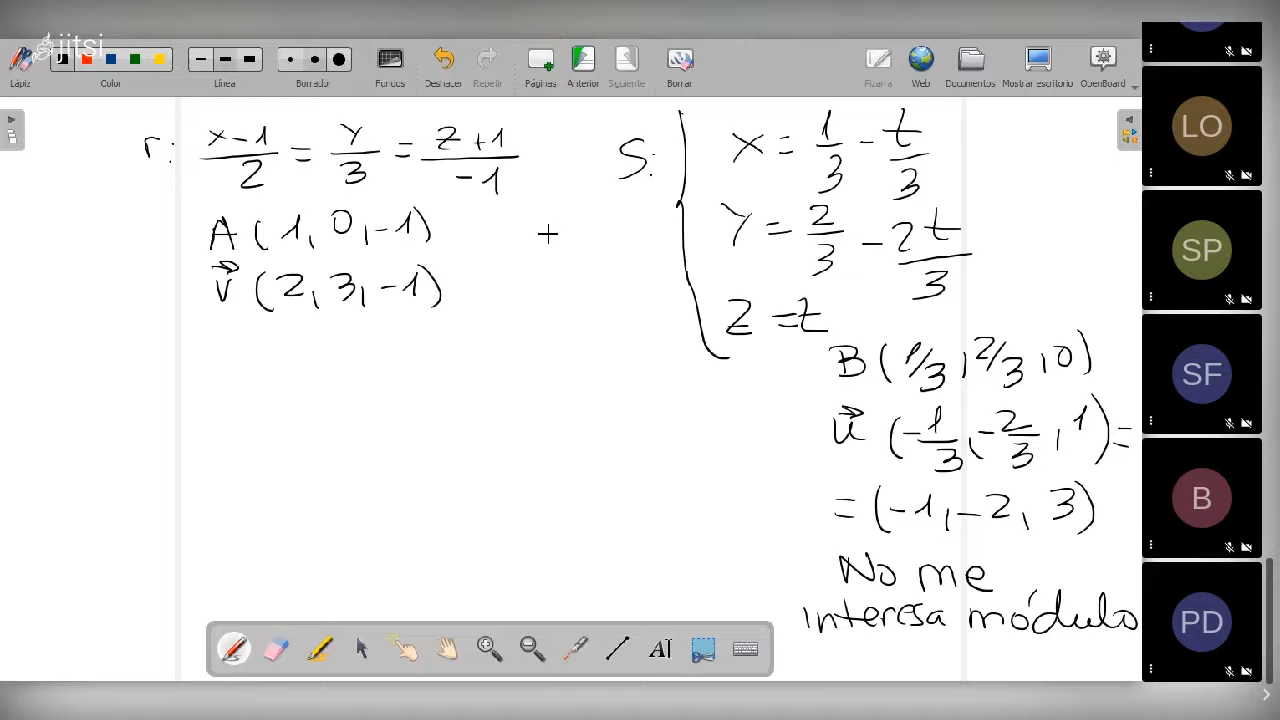 jitsi
Lápiz Color Línea Borrador Fondos Deshacer Repetir Páginas Anterior Siguiente Borrar Pizarra Web Documentos Mostrar escritorio OpenBoard
r: (x-1)/2 = y/3 = (z+1)/-1
A (1, 0, -1)
v⃗ (2, 3, -1)
+
S: { x = 1/3 - t/3
y = 2/3 - 2t/3
z = t
B (1/3, 2/3, 0)
u⃗ (-1/3, -2/3, 1) =
= (-1, -2, 3)
No me
interesa módulo
LO
SP
SF
B
PD
AI